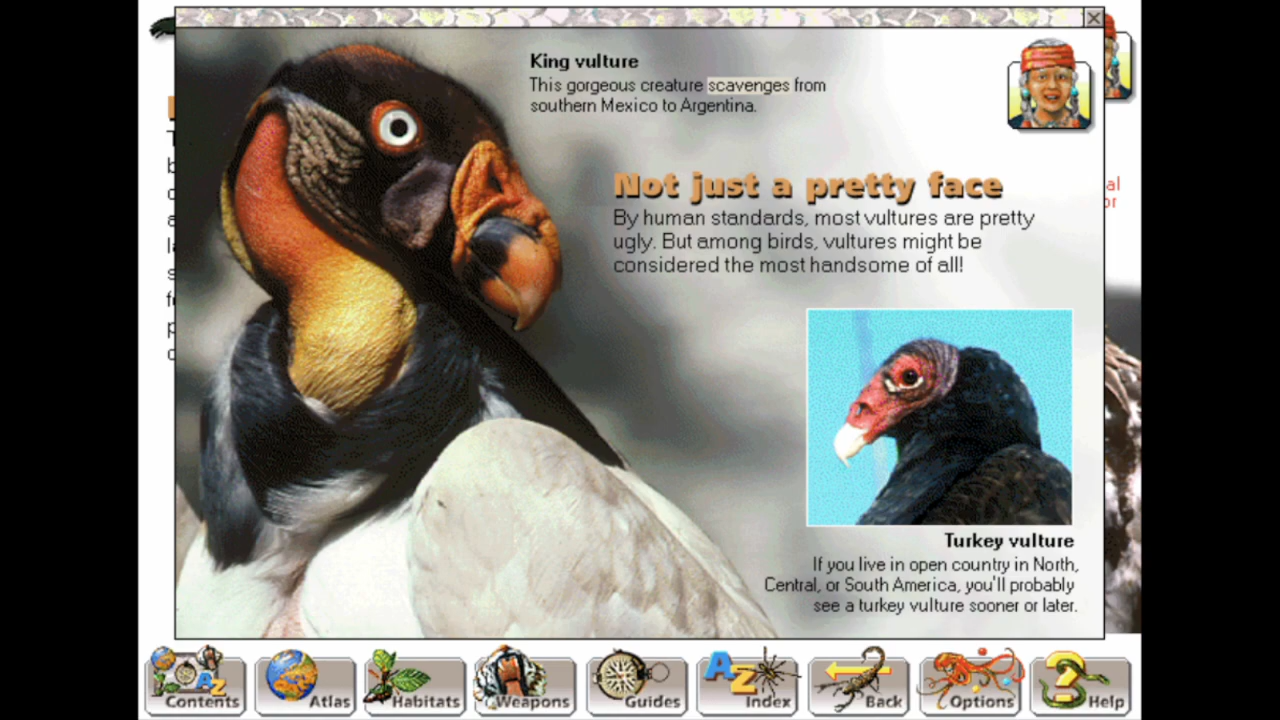 King vulture
This gorgeous creature scavenges from
southern Mexico to Argentina.
Not just a pretty face
By human standards, most vultures are pretty
ugly. But among birds, vultures might be
considered the most handsome of all!
Turkey vulture
If you live in open country in North,
Central, or South America, you'll probably
see a turkey vulture sooner or later.
Contents
Atlas
Habitats
Weapons
Guides
A Z Index
Back
Options
? Help